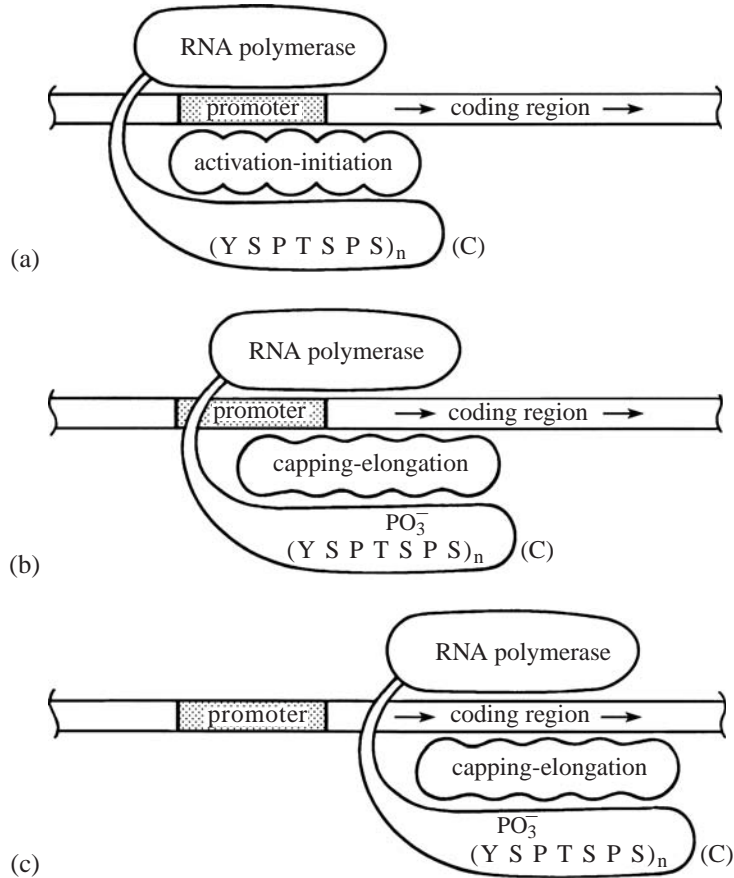 RNA polymerase
promoter → coding region →
activation-initiation
(a) (Y S P T S P S)n (C)
RNA polymerase
promoter → coding region →
capping-elongation
PO3−
(b) (Y S P T S P S)n (C)
RNA polymerase
promoter → coding region →
capping-elongation
PO3−
(c) (Y S P T S P S)n (C)